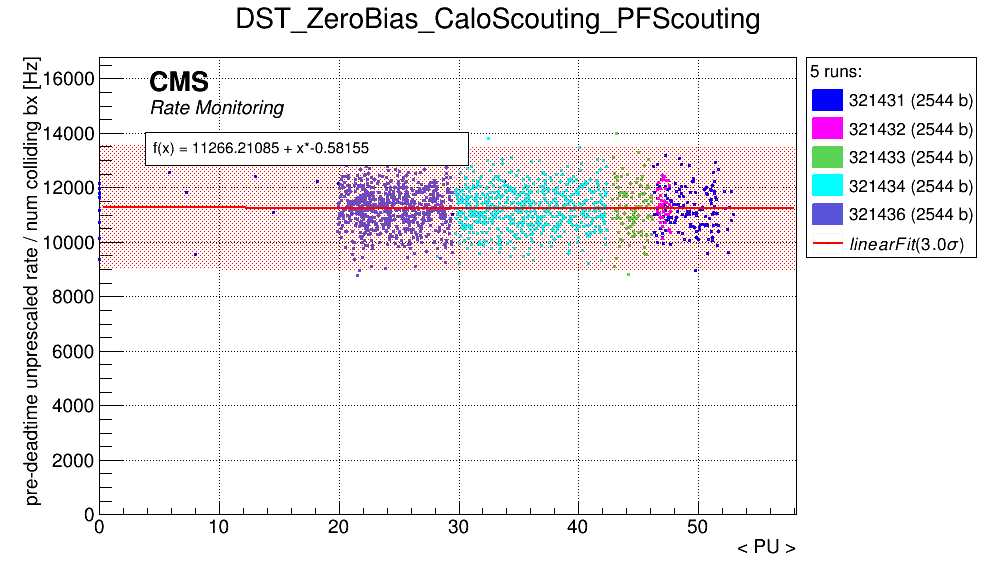 DST_ZeroBias_CaloScouting_PFScouting
pre-deadtime unprescaled rate / num colliding bx [Hz]
16000
14000
12000
10000
8000
6000
4000
2000
0
CMS
Rate Monitoring
f(x) = 11266.21085 + x*-0.58155
0 10 20 30 40 50
< PU >
5 runs:
321431 (2544 b)
321432 (2544 b)
321433 (2544 b)
321434 (2544 b)
321436 (2544 b)
linearFit(3.0σ)